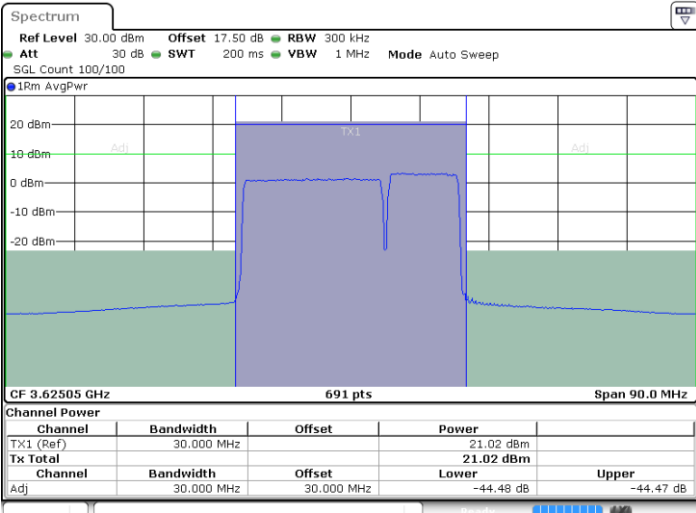 Spectrum
Ref Level 30.00 dBm Offset 17.50 dB RBW 300 kHz
Att 30 dB SWT 200 ms VBW 1 MHz Mode Auto Sweep
SGL Count 100/100
1Rm AvgPwr
20 dBm
TX1
Adj
Adj
10 dBm
0 dBm
-10 dBm
-20 dBm
CF 3.62505 GHz 691 pts Span 90.0 MHz
Channel Power
Channel Bandwidth Offset Power
TX1 (Ref) 30.000 MHz 21.02 dBm
Tx Total 21.02 dBm
Channel Bandwidth Offset Lower Upper
Adj 30.000 MHz 30.000 MHz -44.48 dB -44.47 dB